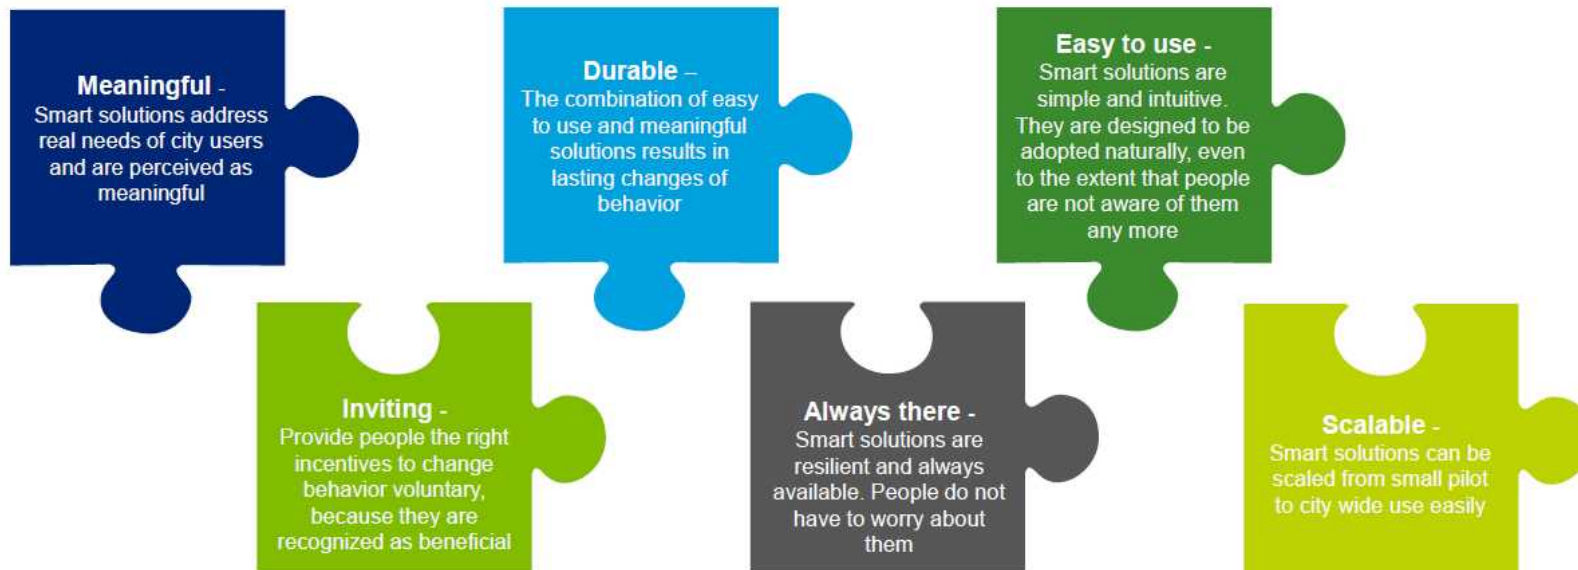 Meaningful -
Smart solutions address
real needs of city users
and are perceived as
meaningful
Durable –
The combination of easy
to use and meaningful
solutions results in
lasting changes of
behavior
Easy to use -
Smart solutions are
simple and intuitive.
They are designed to be
adopted naturally, even
to the extent that people
are not aware of them
any more
Inviting -
Provide people the right
incentives to change
behavior voluntary,
because they are
recognized as beneficial
Always there -
Smart solutions are
resilient and always
available. People do not
have to worry about
them
Scalable -
Smart solutions can be
scaled from small pilot
to city wide use easily